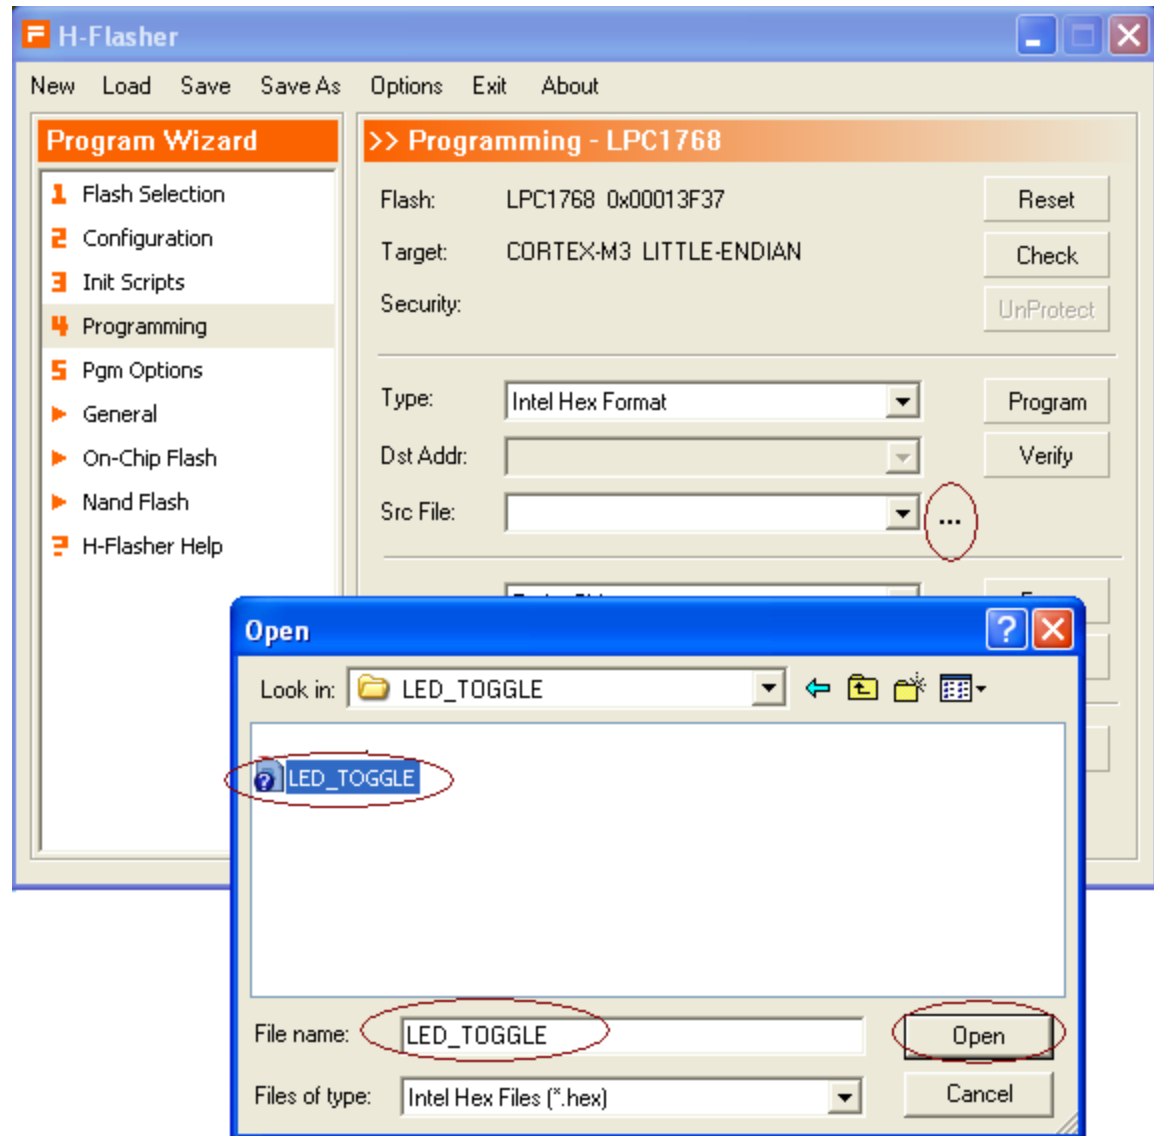 H-Flasher
New Load Save Save As Options Exit About
Program Wizard
1 Flash Selection
2 Configuration
3 Init Scripts
4 Programming
5 Pgm Options
General
On-Chip Flash
Nand Flash
? H-Flasher Help
>> Programming - LPC1768
Flash: LPC1768 0x00013F37 Reset
Target: CORTEX-M3 LITTLE-ENDIAN Check
Security: UnProtect
Type: Intel Hex Format Program
Dst Addr: Verify
Src File: ...
Open
Look in: LED_TOGGLE
LED_TOGGLE
File name: LED_TOGGLE Open
Files of type: Intel Hex Files (*.hex) Cancel